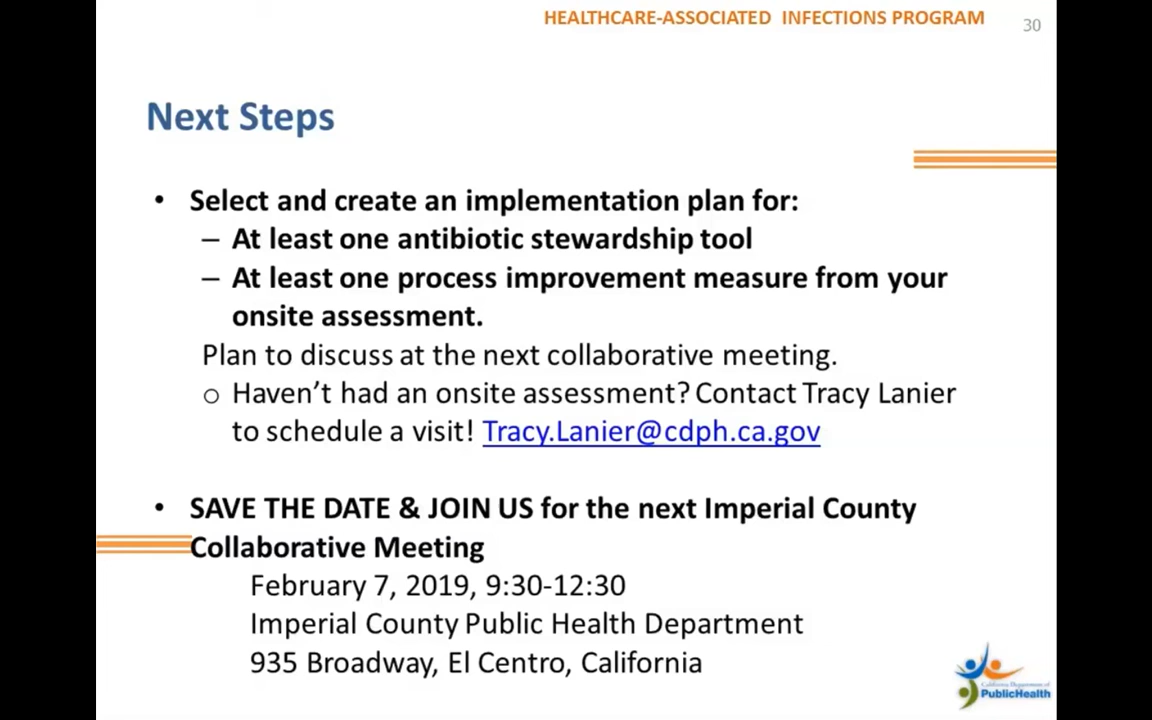 HEALTHCARE-ASSOCIATED INFECTIONS PROGRAM
30
Next Steps
• Select and create an implementation plan for:
– At least one antibiotic stewardship tool
– At least one process improvement measure from your
onsite assessment.
Plan to discuss at the next collaborative meeting.
o Haven't had an onsite assessment? Contact Tracy Lanier
to schedule a visit! Tracy.Lanier@cdph.ca.gov
• SAVE THE DATE & JOIN US for the next Imperial County
Collaborative Meeting
February 7, 2019, 9:30-12:30
Imperial County Public Health Department
935 Broadway, El Centro, California
California Department of
PublicHealth